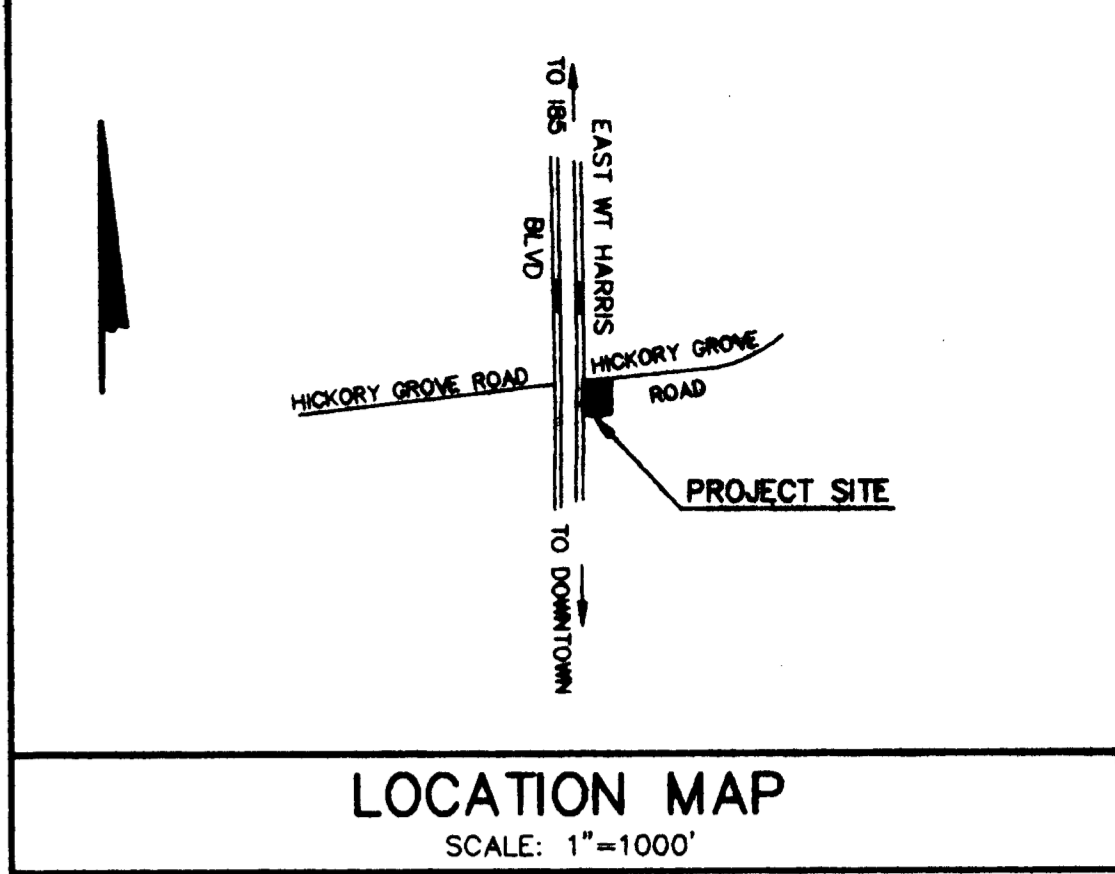 TO I85
EAST WT HARRIS
BLVD
HICKORY GROVE ROAD
HICKORY GROVE
ROAD
PROJECT SITE
TO DOWNTOWN
LOCATION MAP
SCALE: 1"=1000'